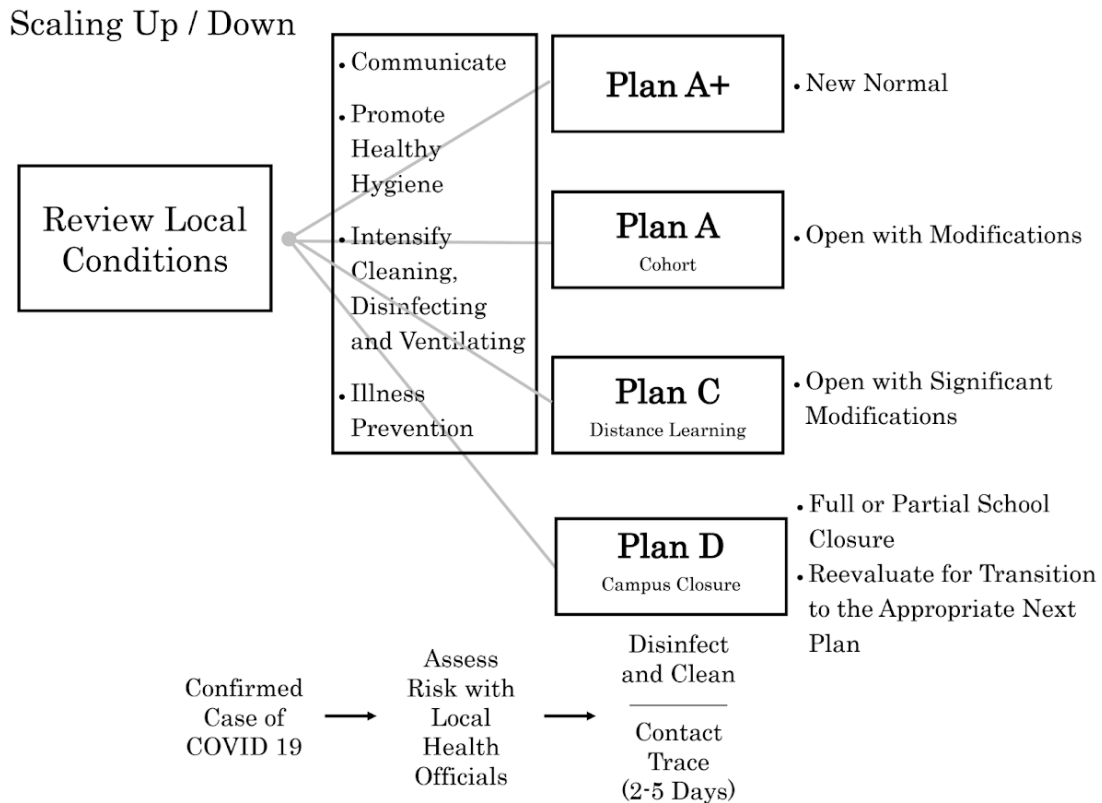 Scaling Up / Down
Review Local
Conditions
• Communicate
• Promote
Healthy
Hygiene
• Intensify
Cleaning,
Disinfecting
and Ventilating
• Illness
Prevention
Plan A+
• New Normal
Plan A
Cohort
• Open with Modifications
Plan C
Distance Learning
• Open with Significant
Modifications
Plan D
Campus Closure
• Full or Partial School
Closure
• Reevaluate for Transition
to the Appropriate Next
Plan
Confirmed
Case of
COVID 19
Assess
Risk with
Local
Health
Officials
Disinfect
and Clean
Contact
Trace
(2-5 Days)